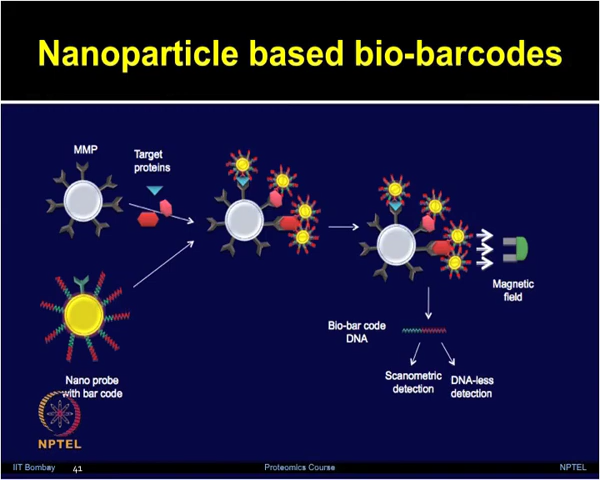 Nanoparticle based bio-barcodes
MMP
Target
proteins
Magnetic
field
Bio-bar code
DNA
Scanometric
detection
DNA-less
detection
Nano probe
with bar code
NPTEL
IIT Bombay
41
Proteomics Course
NPTEL